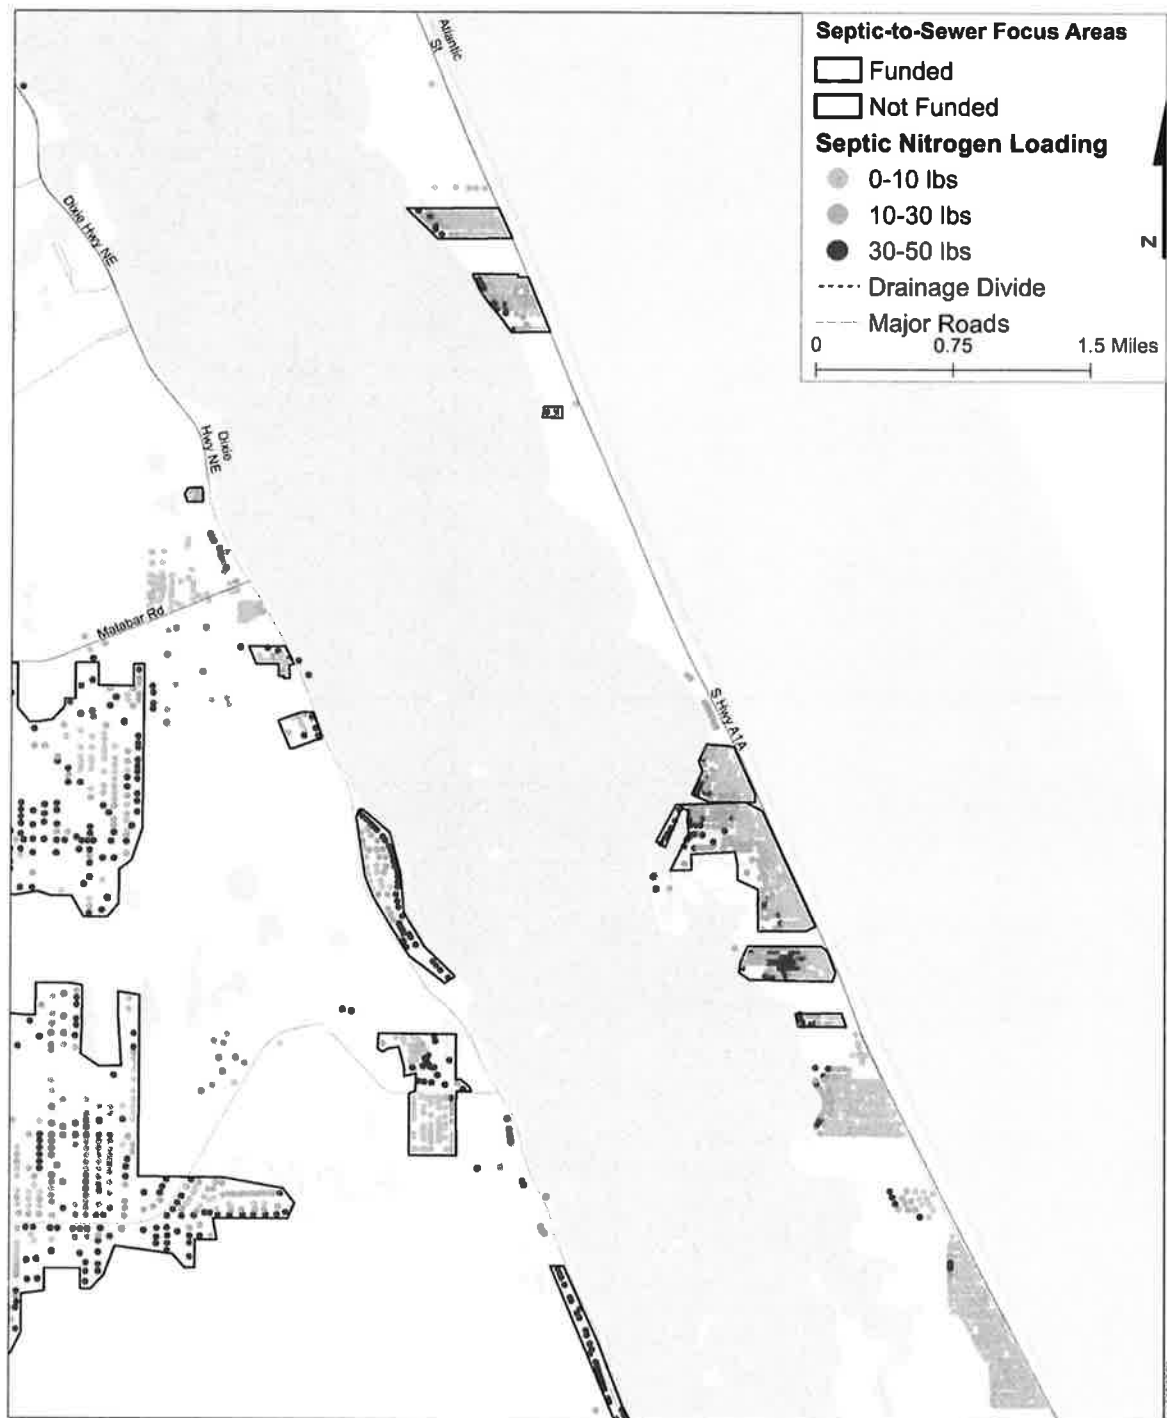 Atlantic
St
Septic-to-Sewer Focus Areas
Funded
Not Funded
Septic Nitrogen Loading
0-10 lbs
10-30 lbs
30-50 lbs
Drainage Divide
Major Roads
0 0.75 1.5 Miles
N
Dixie Hwy NE
Dixie
Hwy NE
Malabar Rd
S Hwy A1A